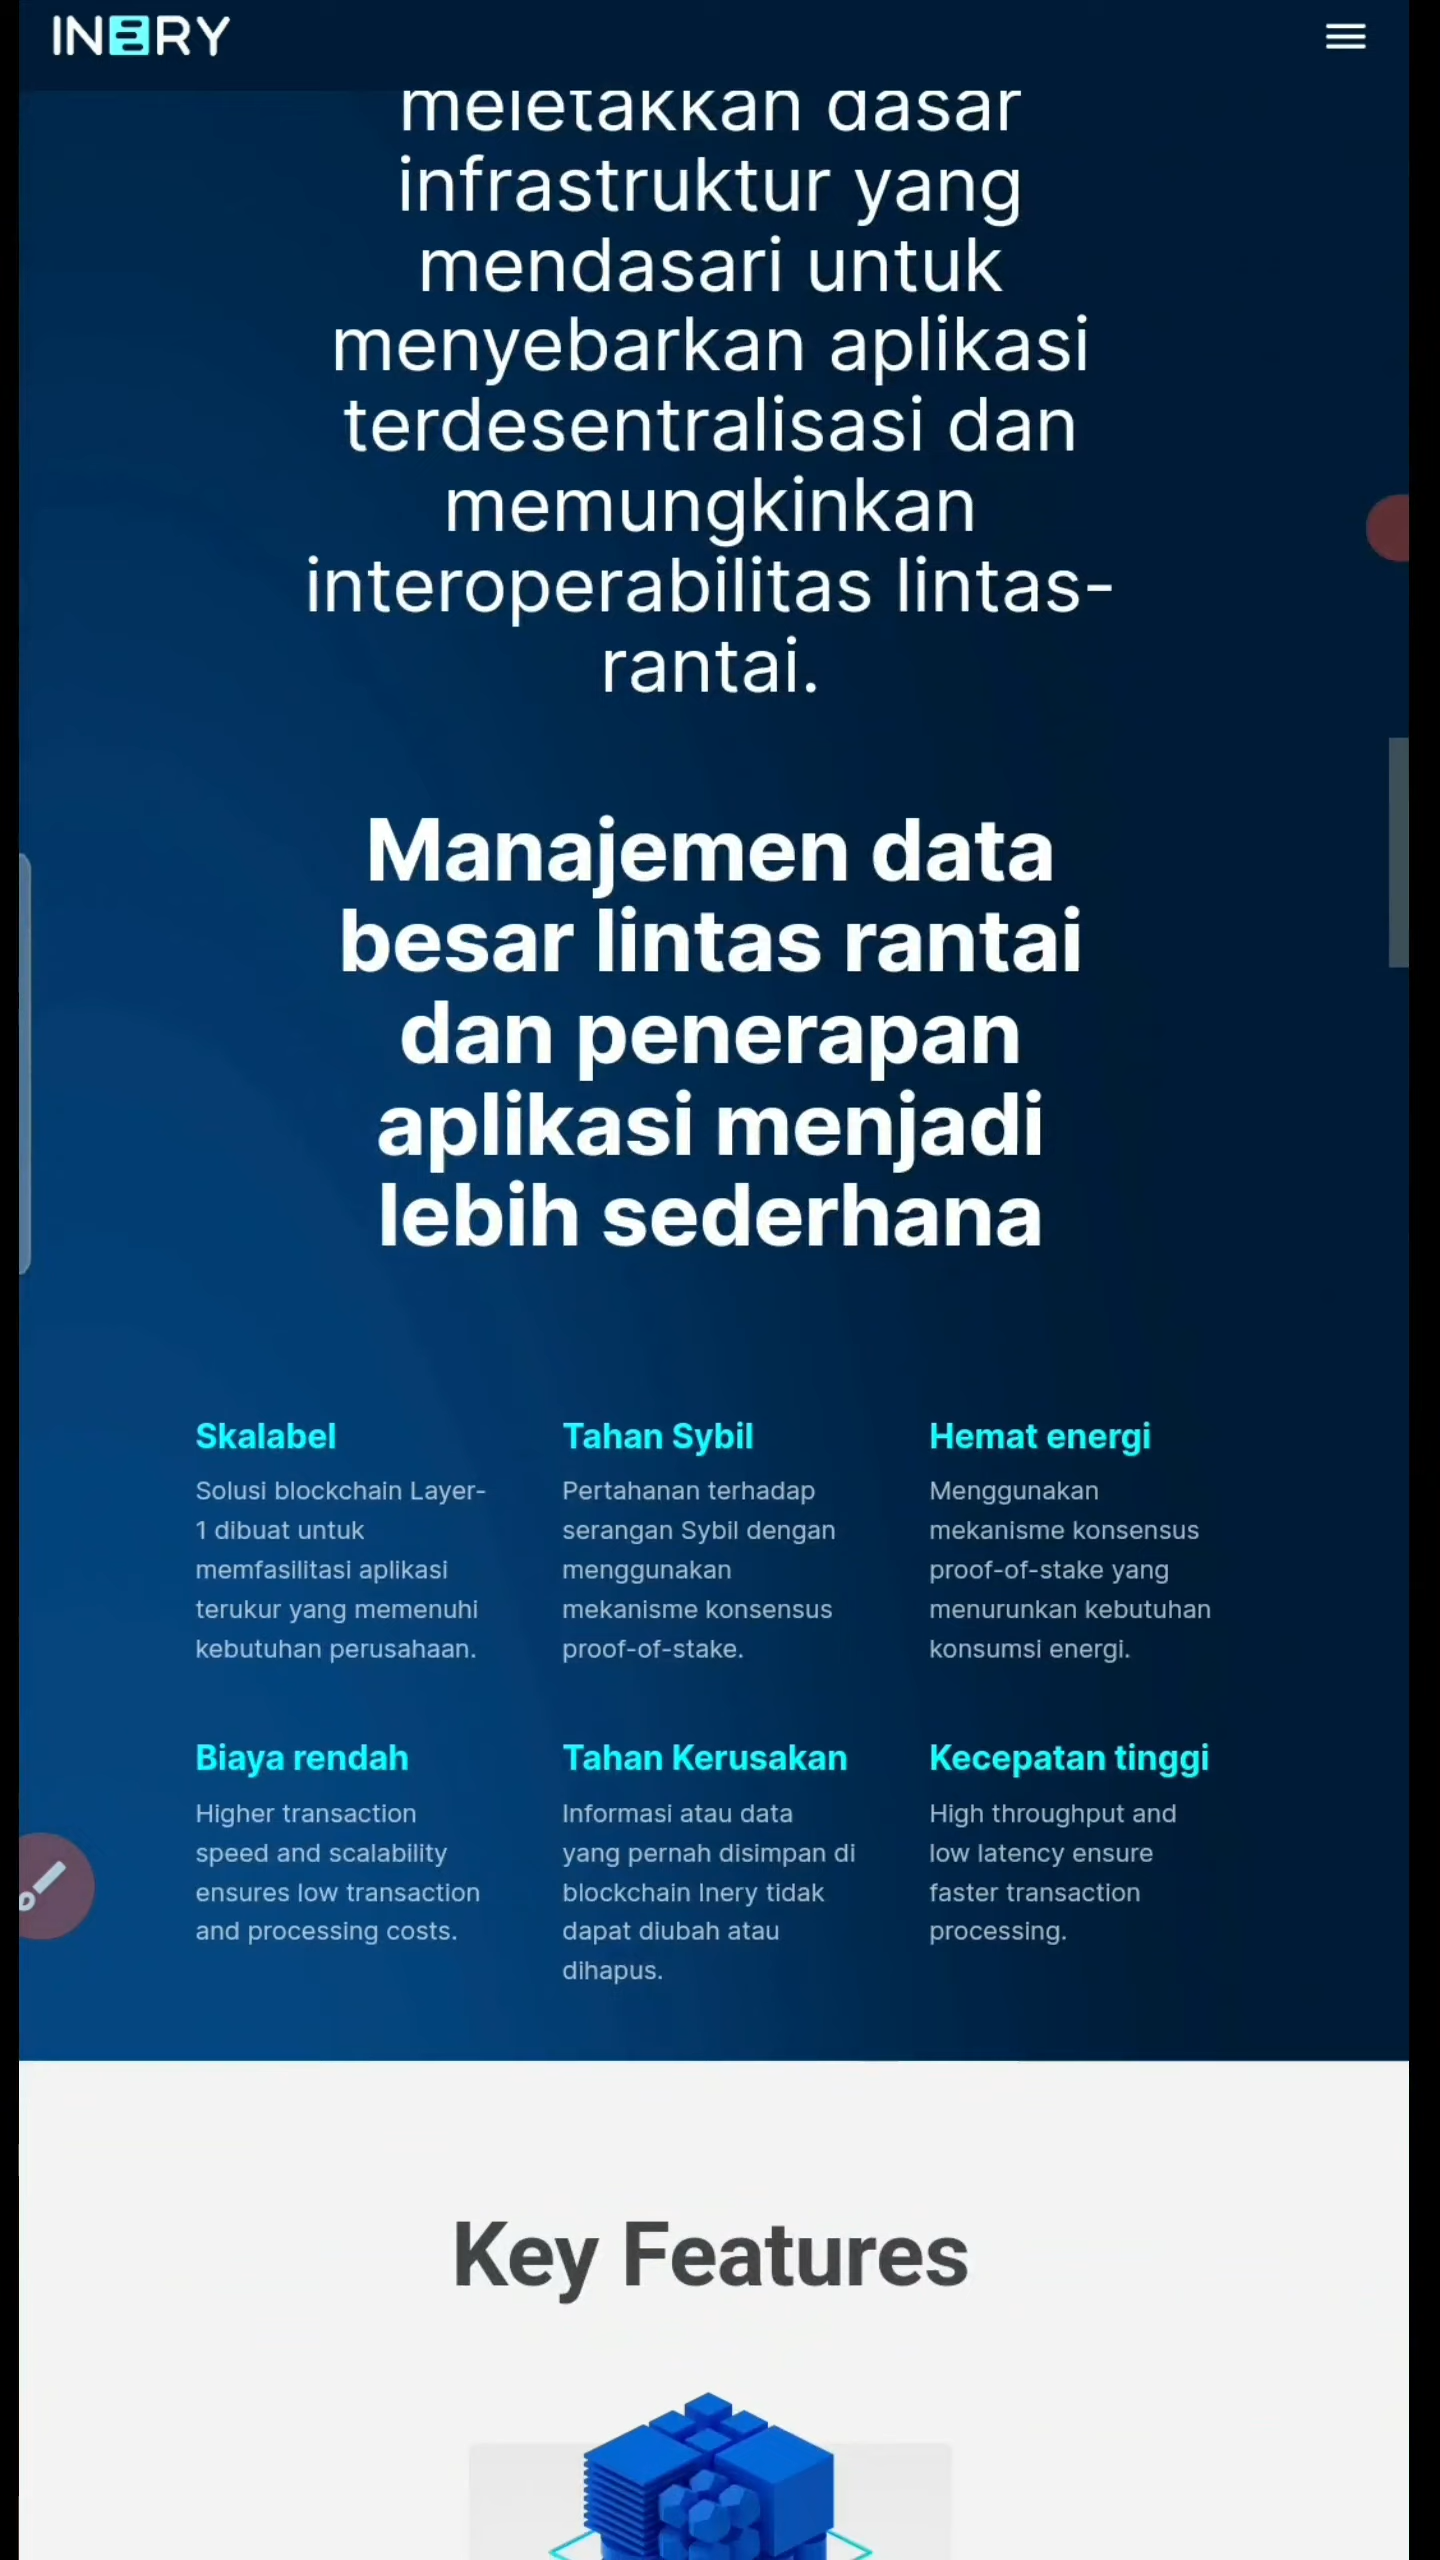 INERY
meletakkan dasar
infrastruktur yang
mendasari untuk
menyebarkan aplikasi
terdesentralisasi dan
memungkinkan
interoperabilitas lintas-
rantai.
Manajemen data
besar lintas rantai
dan penerapan
aplikasi menjadi
lebih sederhana
Skalabel
Solusi blockchain Layer-
1 dibuat untuk
memfasilitasi aplikasi
terukur yang memenuhi
kebutuhan perusahaan.
Tahan Sybil
Pertahanan terhadap
serangan Sybil dengan
menggunakan
mekanisme konsensus
proof-of-stake.
Hemat energi
Menggunakan
mekanisme konsensus
proof-of-stake yang
menurunkan kebutuhan
konsumsi energi.
Biaya rendah
Higher transaction
speed and scalability
ensures low transaction
and processing costs.
Tahan Kerusakan
Informasi atau data
yang pernah disimpan di
blockchain Inery tidak
dapat diubah atau
dihapus.
Kecepatan tinggi
High throughput and
low latency ensure
faster transaction
processing.
Key Features